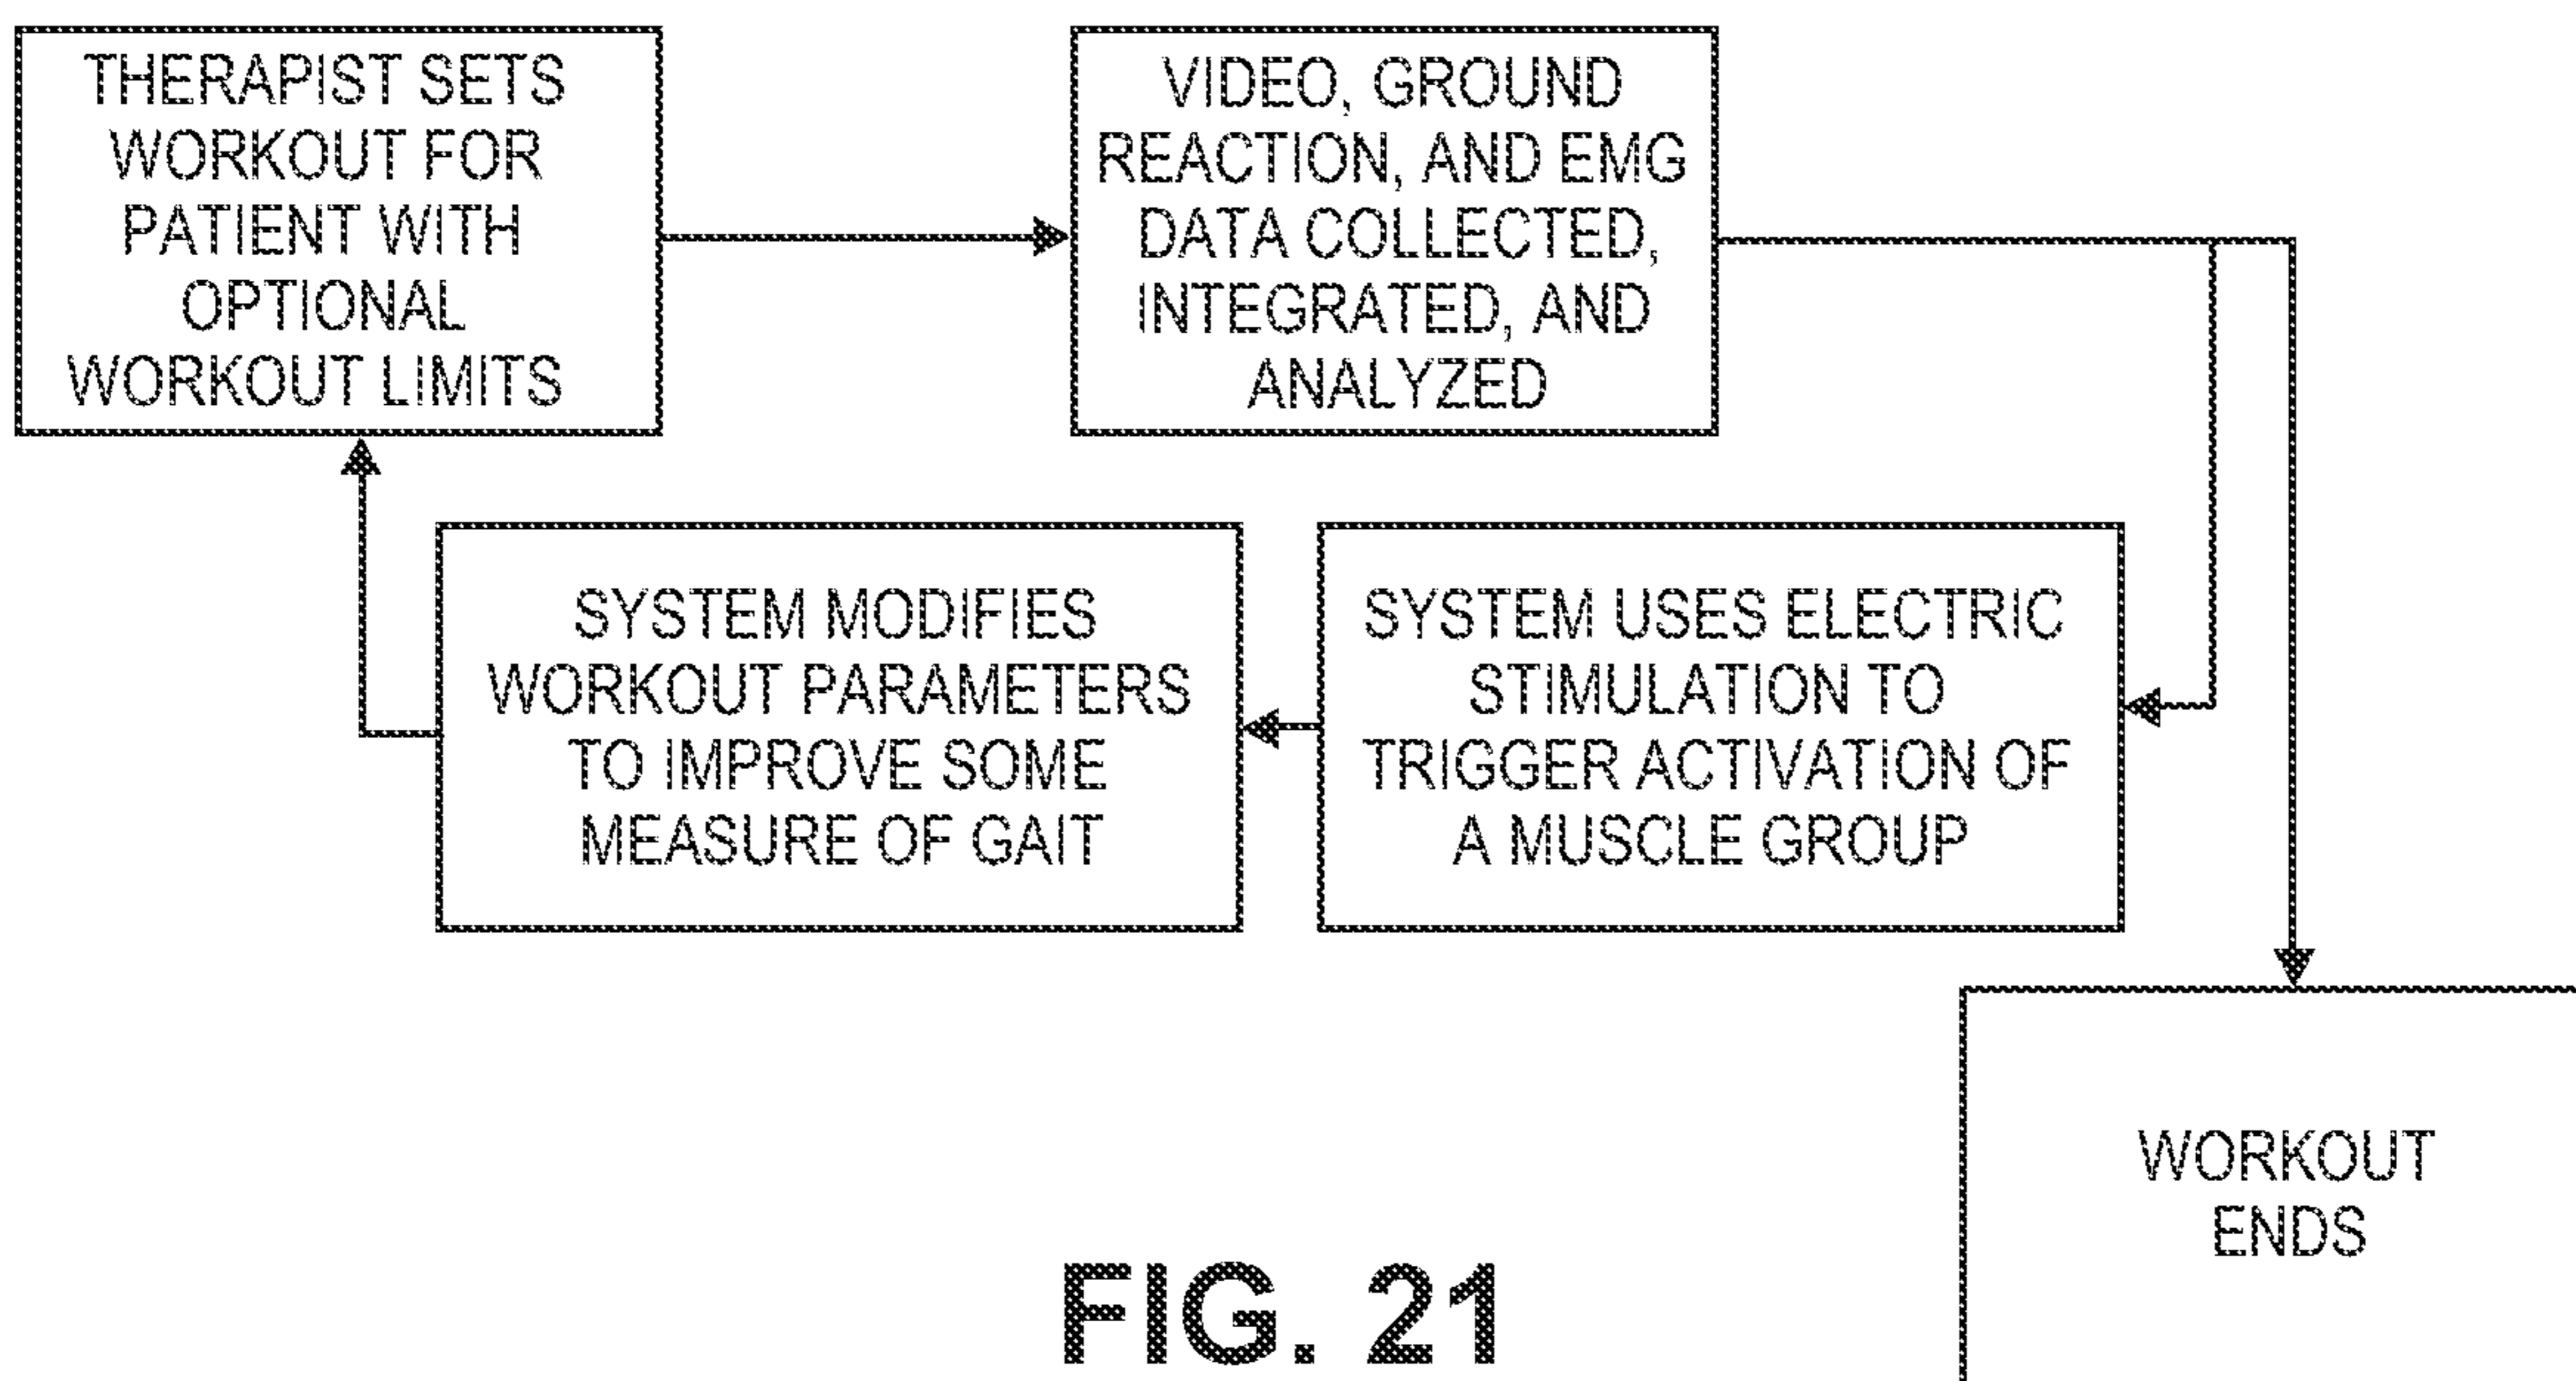 THERAPIST SETS
WORKOUT FOR
PATIENT WITH
OPTIONAL
WORKOUT LIMITS
VIDEO, GROUND
REACTION, AND EMG
DATA COLLECTED,
INTEGRATED, AND
ANALYZED
SYSTEM MODIFIES
WORKOUT PARAMETERS
TO IMPROVE SOME
MEASURE OF GAIT
SYSTEM USES ELECTRIC
STIMULATION TO
TRIGGER ACTIVATION OF
A MUSCLE GROUP
WORKOUT
ENDS
FIG. 21